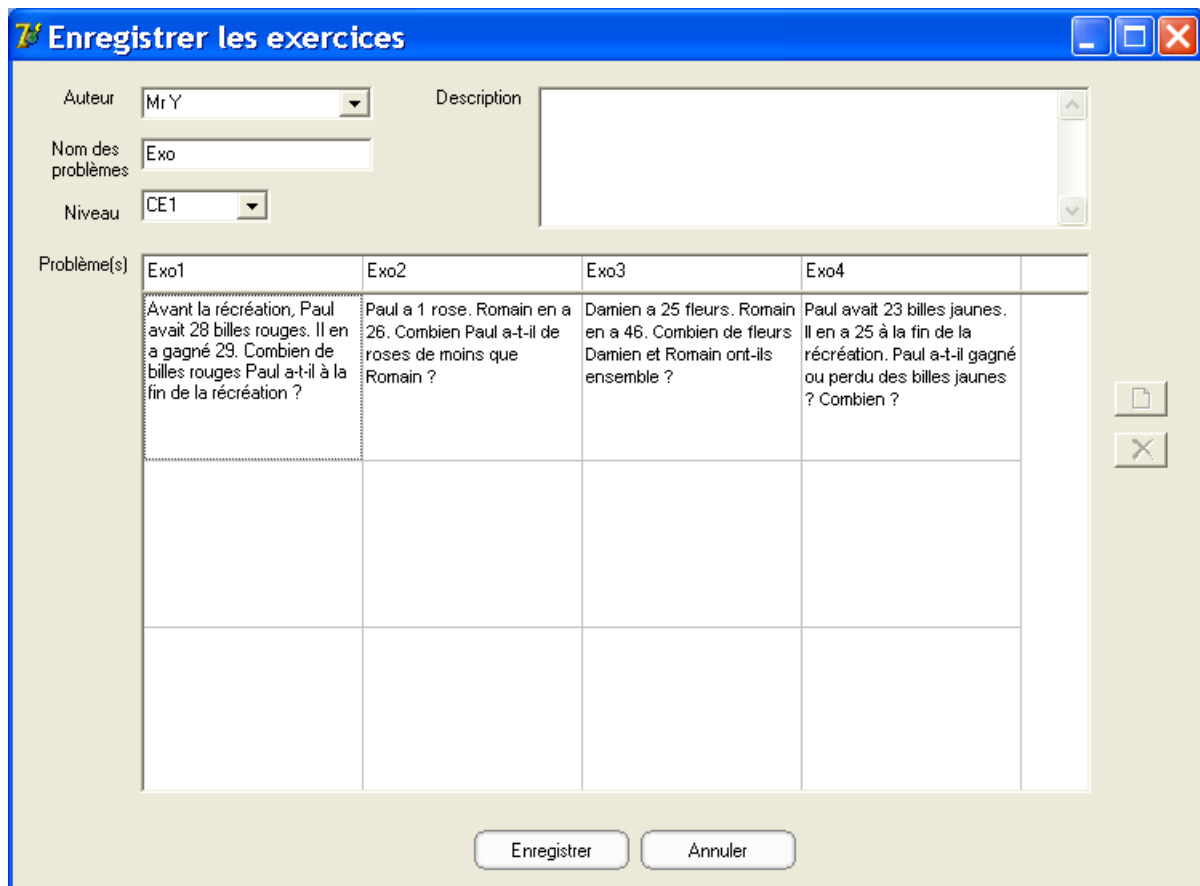 Enregistrer les exercices
Auteur
Mr Y
Description
Nom des
problèmes
Exo
Niveau
CE1
Problème(s)
Exo1
Exo2
Exo3
Exo4
Avant la récréation, Paul
avait 28 billes rouges. Il en
a gagné 29. Combien de
billes rouges Paul a-t-il à la
fin de la récréation ?
Paul a 1 rose. Romain en a
26. Combien Paul a-t-il de
roses de moins que
Romain ?
Damien a 25 fleurs. Romain
en a 46. Combien de fleurs
Damien et Romain ont-ils
ensemble ?
Paul avait 23 billes jaunes.
Il en a 25 à la fin de la
récréation. Paul a-t-il gagné
ou perdu des billes jaunes
? Combien ?
Enregistrer
Annuler